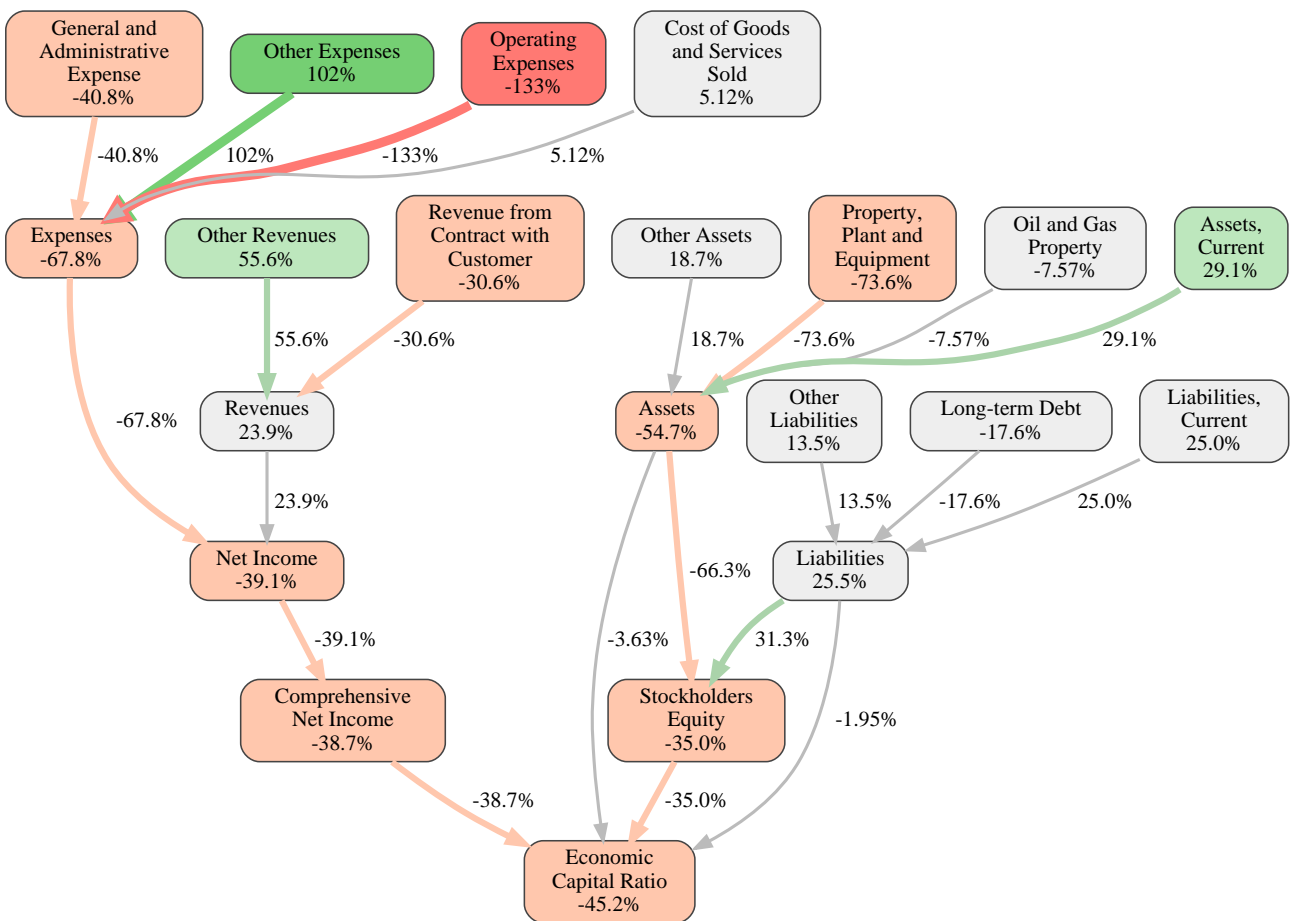 General and
Administrative
Expense
-40.8%
Other Expenses
102%
Operating
Expenses
-133%
Cost of Goods
and Services
Sold
5.12%
-40.8%
102%
-133%
5.12%
Expenses
-67.8%
Other Revenues
55.6%
Revenue from
Contract with
Customer
-30.6%
Other Assets
18.7%
Property,
Plant and
Equipment
-73.6%
Oil and Gas
Property
-7.57%
Assets,
Current
29.1%
55.6%
-30.6%
18.7%
-73.6%
-7.57%
29.1%
-67.8%
Revenues
23.9%
Assets
-54.7%
Other
Liabilities
13.5%
Long-term Debt
-17.6%
Liabilities,
Current
25.0%
23.9%
13.5%
-17.6%
25.0%
Net Income
-39.1%
-66.3%
Liabilities
25.5%
-39.1%
-3.63%
31.3%
Comprehensive
Net Income
-38.7%
Stockholders
Equity
-35.0%
-1.95%
-38.7%
-35.0%
Economic
Capital Ratio
-45.2%